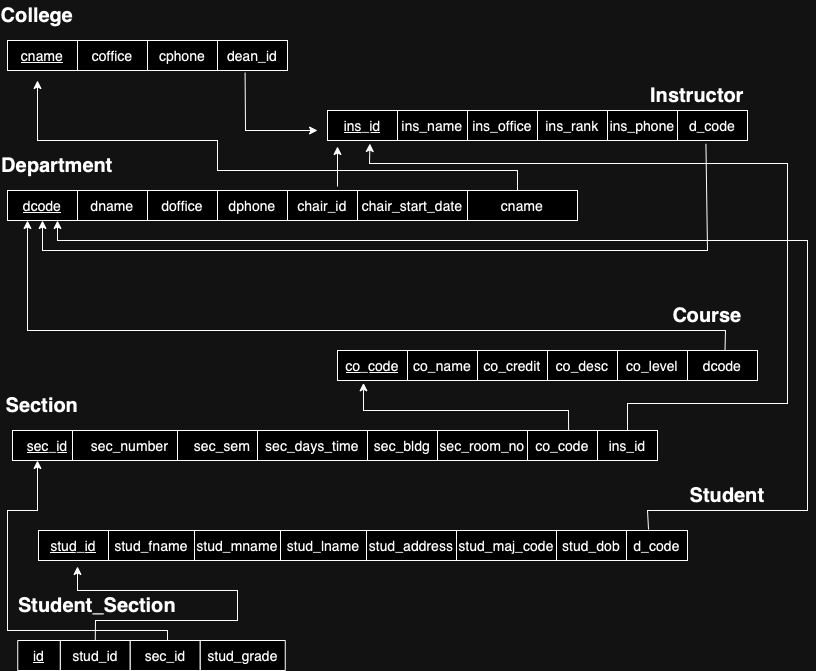 College
cname coffice cphone dean_id
Instructor
ins_id ins_name ins_office ins_rank ins_phone d_code
Department
dcode dname doffice dphone chair_id chair_start_date cname
Course
co_code co_name co_credit co_desc co_level dcode
Section
sec_id sec_number sec_sem sec_days_time sec_bldg sec_room_no co_code ins_id
Student
stud_id stud_fname stud_mname stud_lname stud_address stud_maj_code stud_dob d_code
Student_Section
id stud_id sec_id stud_grade